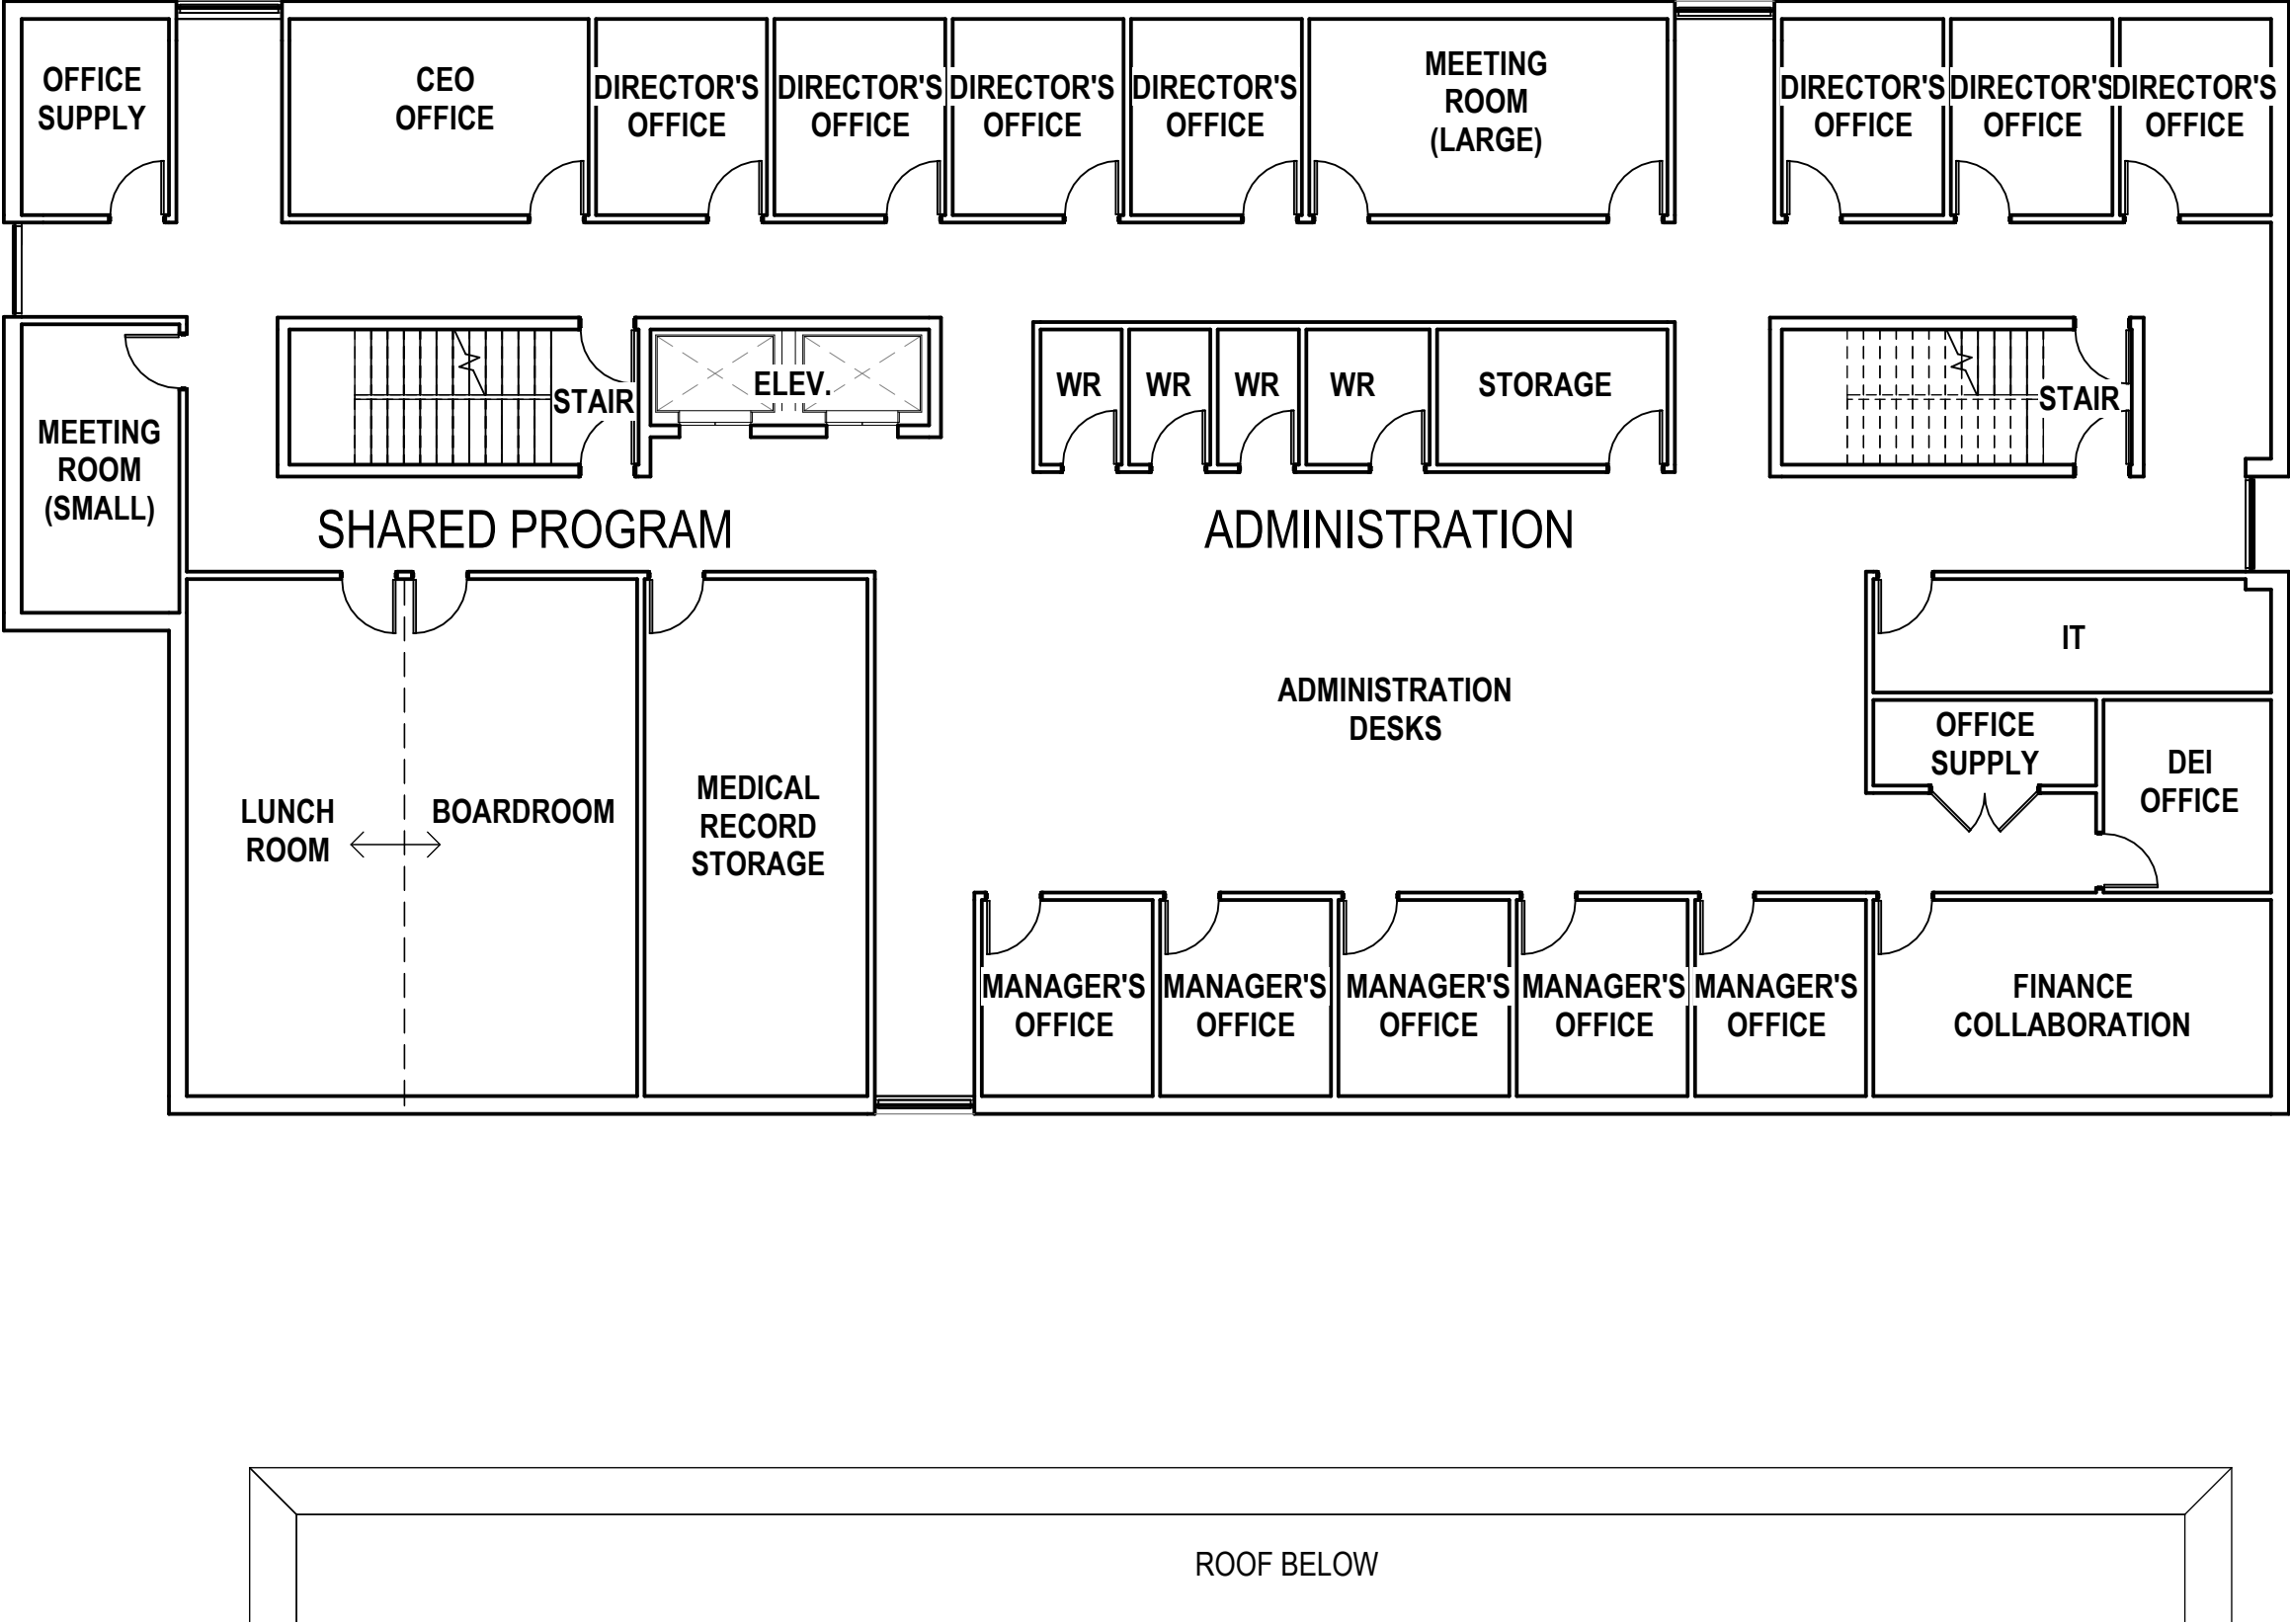 OFFICE
SUPPLY
CEO
OFFICE
DIRECTOR'S
OFFICE
DIRECTOR'S
OFFICE
DIRECTOR'S
OFFICE
DIRECTOR'S
OFFICE
MEETING
ROOM
(LARGE)
DIRECTOR'S
OFFICE
DIRECTOR'S
OFFICE
DIRECTOR'S
OFFICE
MEETING
ROOM
(SMALL)
STAIR
ELEV.
WR
WR
WR
WR
STORAGE
STAIR
SHARED PROGRAM
ADMINISTRATION
LUNCH
ROOM
BOARDROOM
MEDICAL
RECORD
STORAGE
ADMINISTRATION
DESKS
IT
OFFICE
SUPPLY
DEI
OFFICE
MANAGER'S
OFFICE
MANAGER'S
OFFICE
MANAGER'S
OFFICE
MANAGER'S
OFFICE
MANAGER'S
OFFICE
FINANCE
COLLABORATION
ROOF BELOW